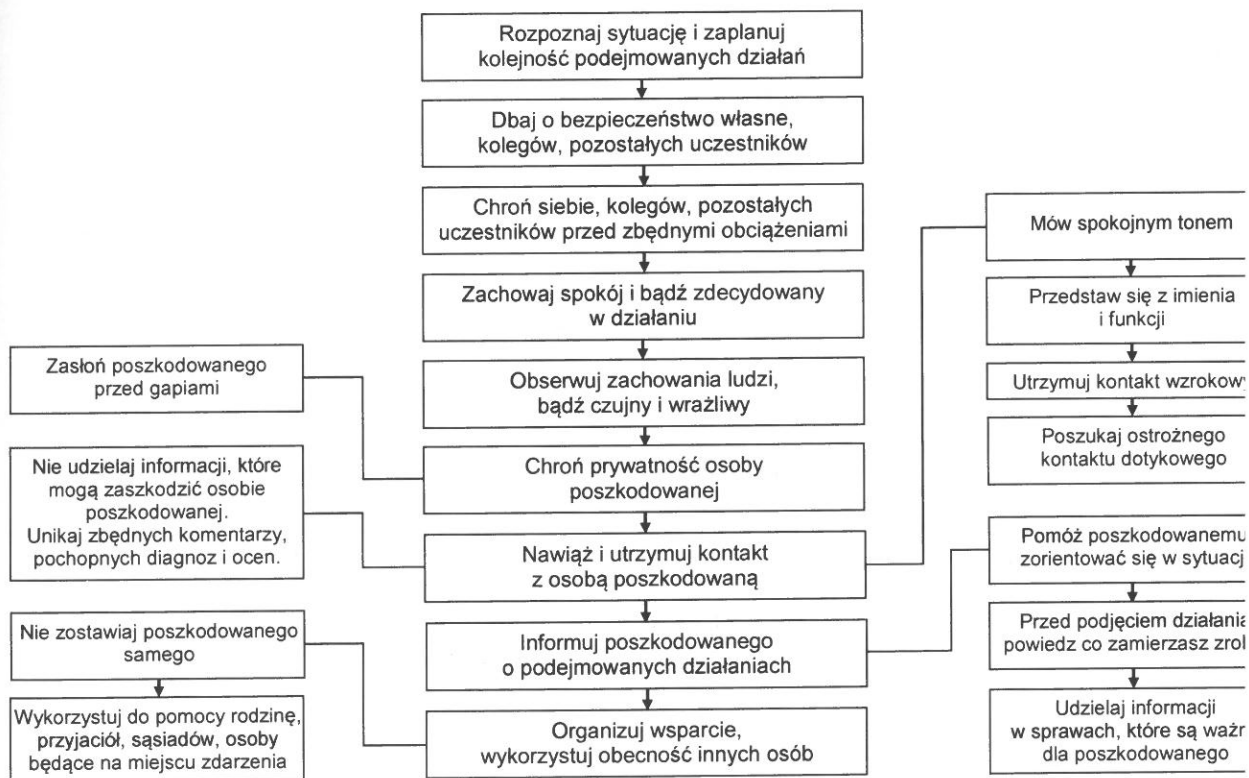 Rozpoznaj sytuację i zaplanuj
kolejność podejmowanych działań
Dbaj o bezpieczeństwo własne,
kolegów, pozostałych uczestników
Chroń siebie, kolegów, pozostałych
uczestników przed zbędnymi obciążeniami
Zachowaj spokój i bądź zdecydowany
w działaniu
Obserwuj zachowania ludzi,
bądź czujny i wrażliwy
Chroń prywatność osoby
poszkodowanej
Nawiąż i utrzymuj kontakt
z osobą poszkodowaną
Informuj poszkodowanego
o podejmowanych działaniach
Organizuj wsparcie,
wykorzystuj obecność innych osób
Zasłoń poszkodowanego
przed gapiami
Nie udzielaj informacji, które
mogą zaszkodzić osobie
poszkodowanej.
Unikaj zbędnych komentarzy,
pochopnych diagnoz i ocen.
Nie zostawiaj poszkodowanego
samego
Wykorzystuj do pomocy rodzinę,
przyjaciół, sąsiadów, osoby
będące na miejscu zdarzenia
Mów spokojnym tonem
Przedstaw się z imienia
i funkcji
Utrzymuj kontakt
Poszukaj ostrożnego
kontaktu dotykowego
Pomóż poszkodowanemu
zorientować się w
Przed podjęciem działania
powiedz co zamierzasz
Udzielaj informacji
w sprawach, które są
dla poszkodowanego